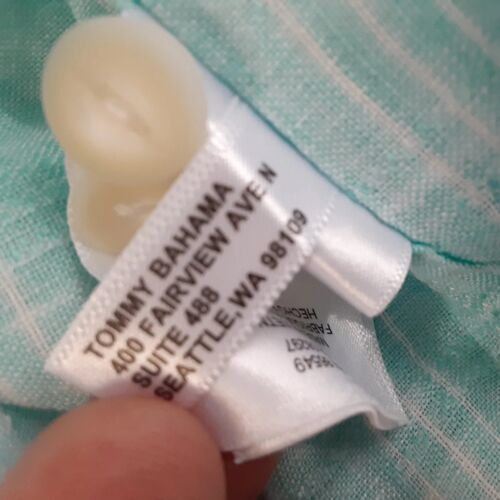 TOMMY BAHAMA
400 FAIRVIEW AVE N
SUITE 488
SEATTLE, WA 98109